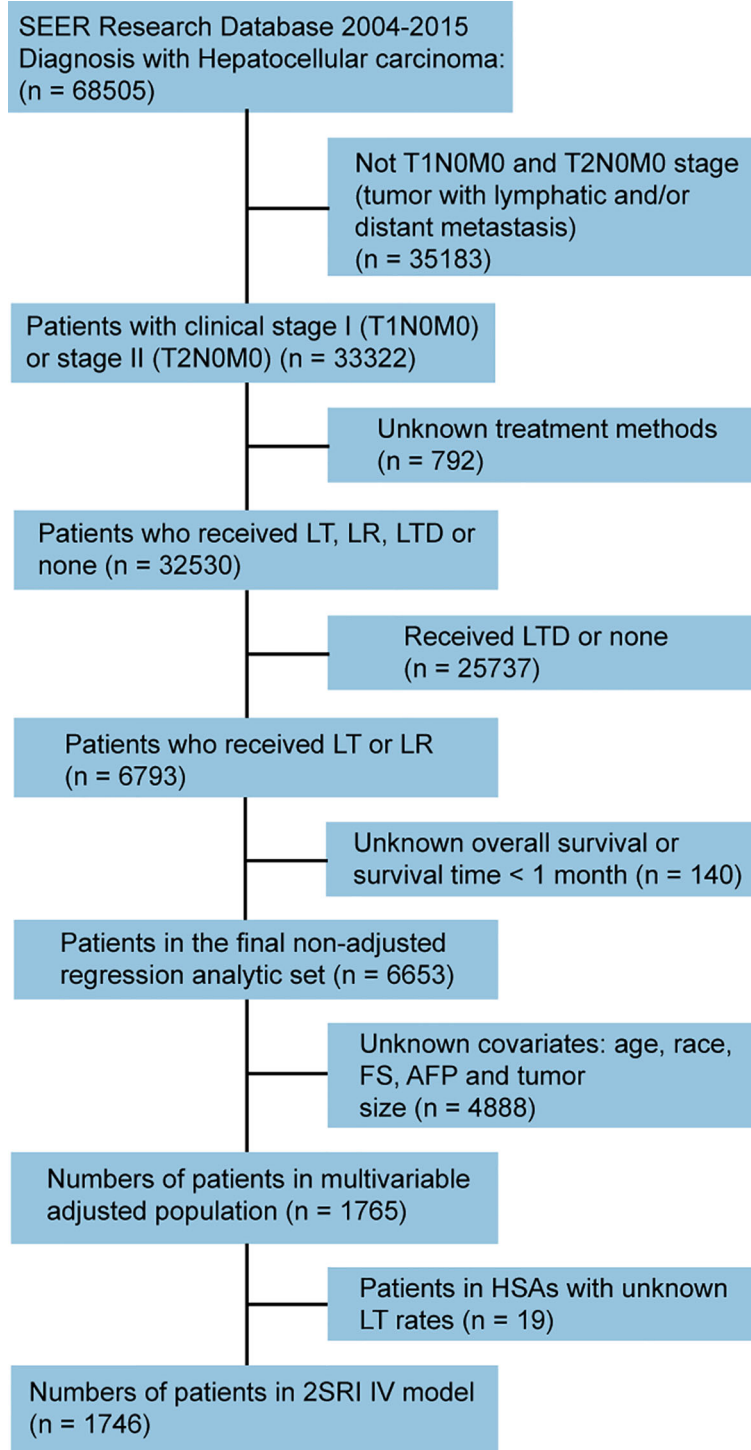 SEER Research Database 2004-2015
Diagnosis with Hepatocellular carcinoma:
(n = 68505)
Not T1N0M0 and T2N0M0 stage
(tumor with lymphatic and/or
distant metastasis)
(n = 35183)
Patients with clinical stage I (T1N0M0)
or stage II (T2N0M0) (n = 33322)
Unknown treatment methods
(n = 792)
Patients who received LT, LR, LTD or
none (n = 32530)
Received LTD or none
(n = 25737)
Patients who received LT or LR
(n = 6793)
Unknown overall survival or
survival time < 1 month (n = 140)
Patients in the final non-adjusted
regression analytic set (n = 6653)
Unknown covariates: age, race,
FS, AFP and tumor
size (n = 4888)
Numbers of patients in multivariable
adjusted population (n = 1765)
Patients in HSAs with unknown
LT rates (n = 19)
Numbers of patients in 2SRI IV model
(n = 1746)